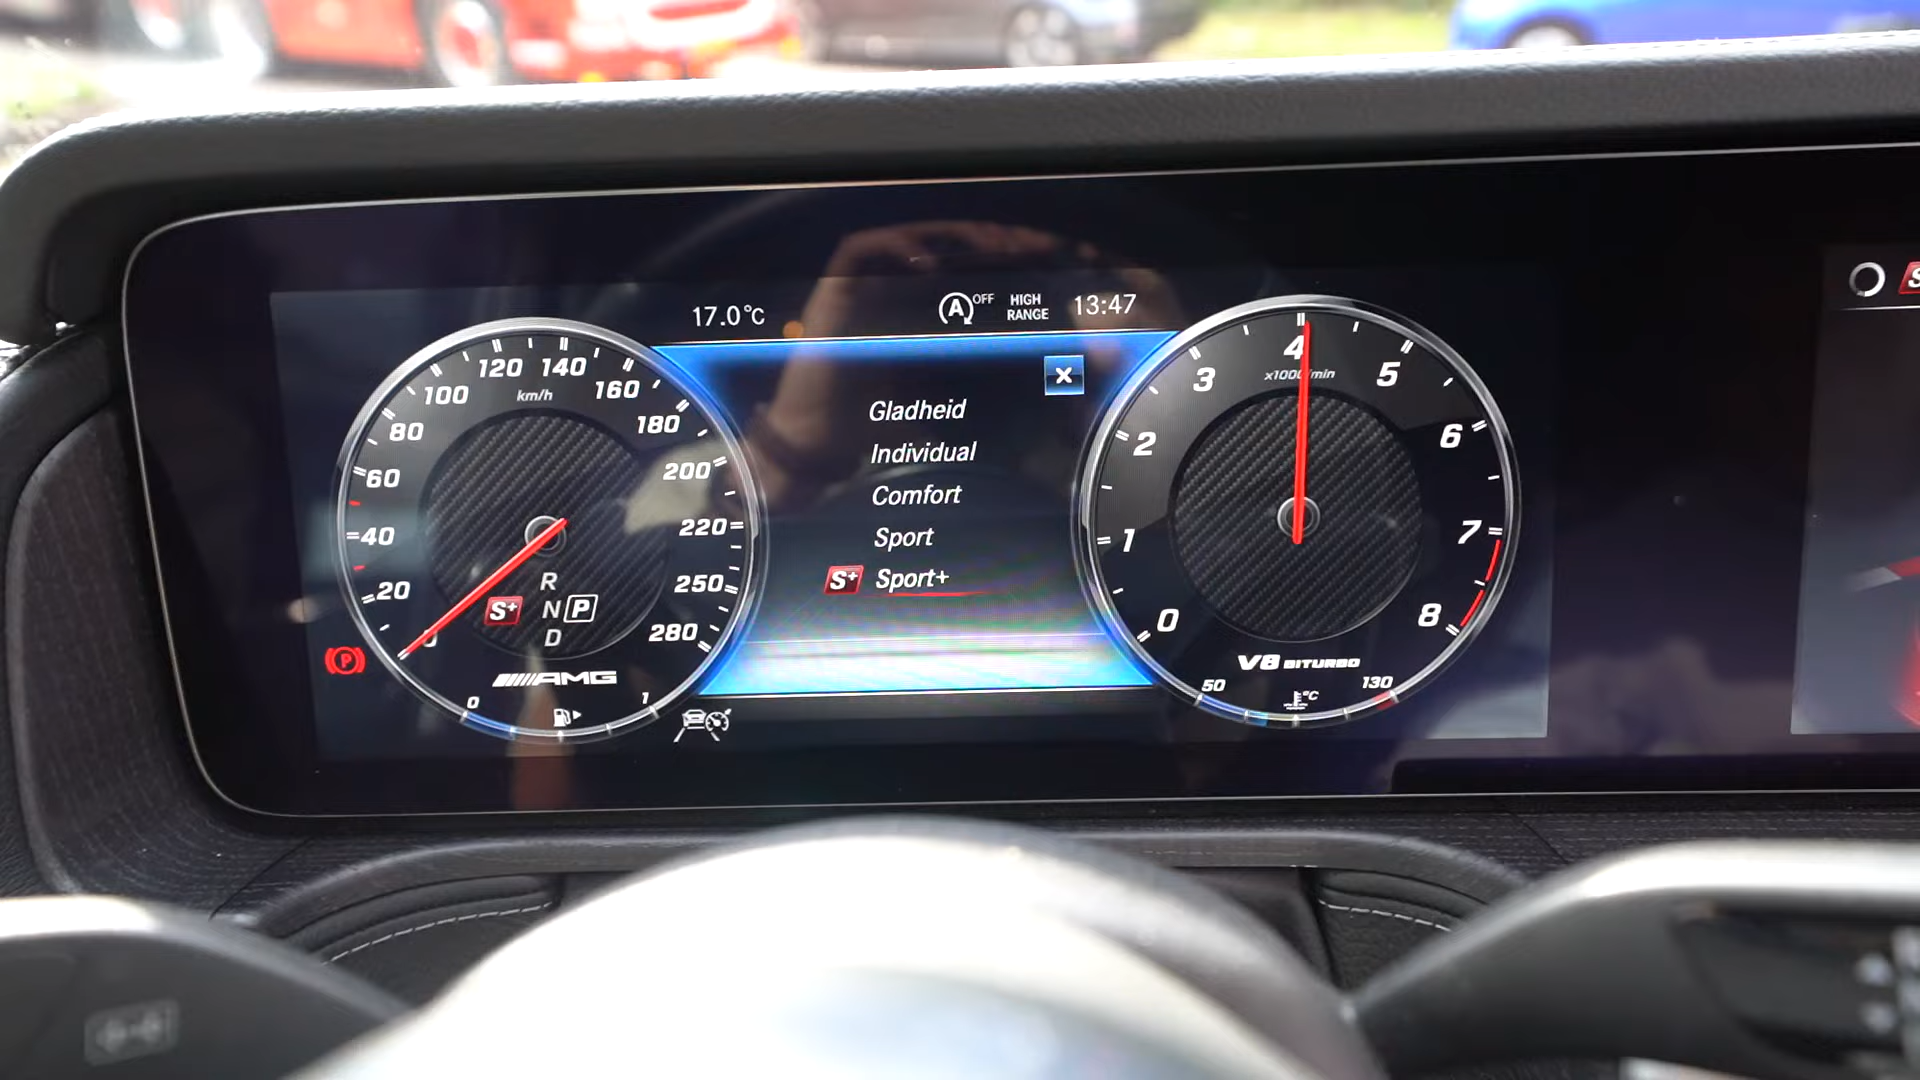 17.0°C
A OFF
HIGH RANGE
13:47
0
20
40
60
80
100
120
140
160
180
200
220
250
280
km/h
S+
R
N P
D
AMG
0
1
P
Gladheid
Individual
Comfort
Sport
S+ Sport+
0
1
2
3
4
5
6
7
8
x1000/min
V8 BITURBO
50
°C
130